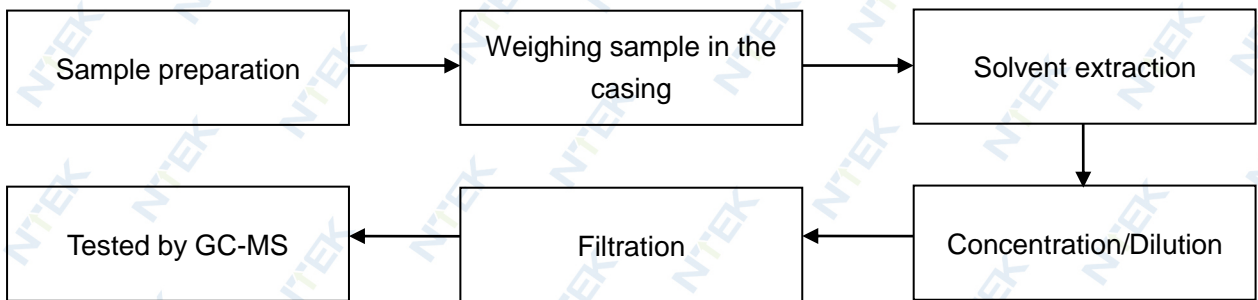 Sample preparation
Weighing sample in the
casing
Solvent extraction
Concentration/Dilution
Filtration
Tested by GC-MS
NTEK